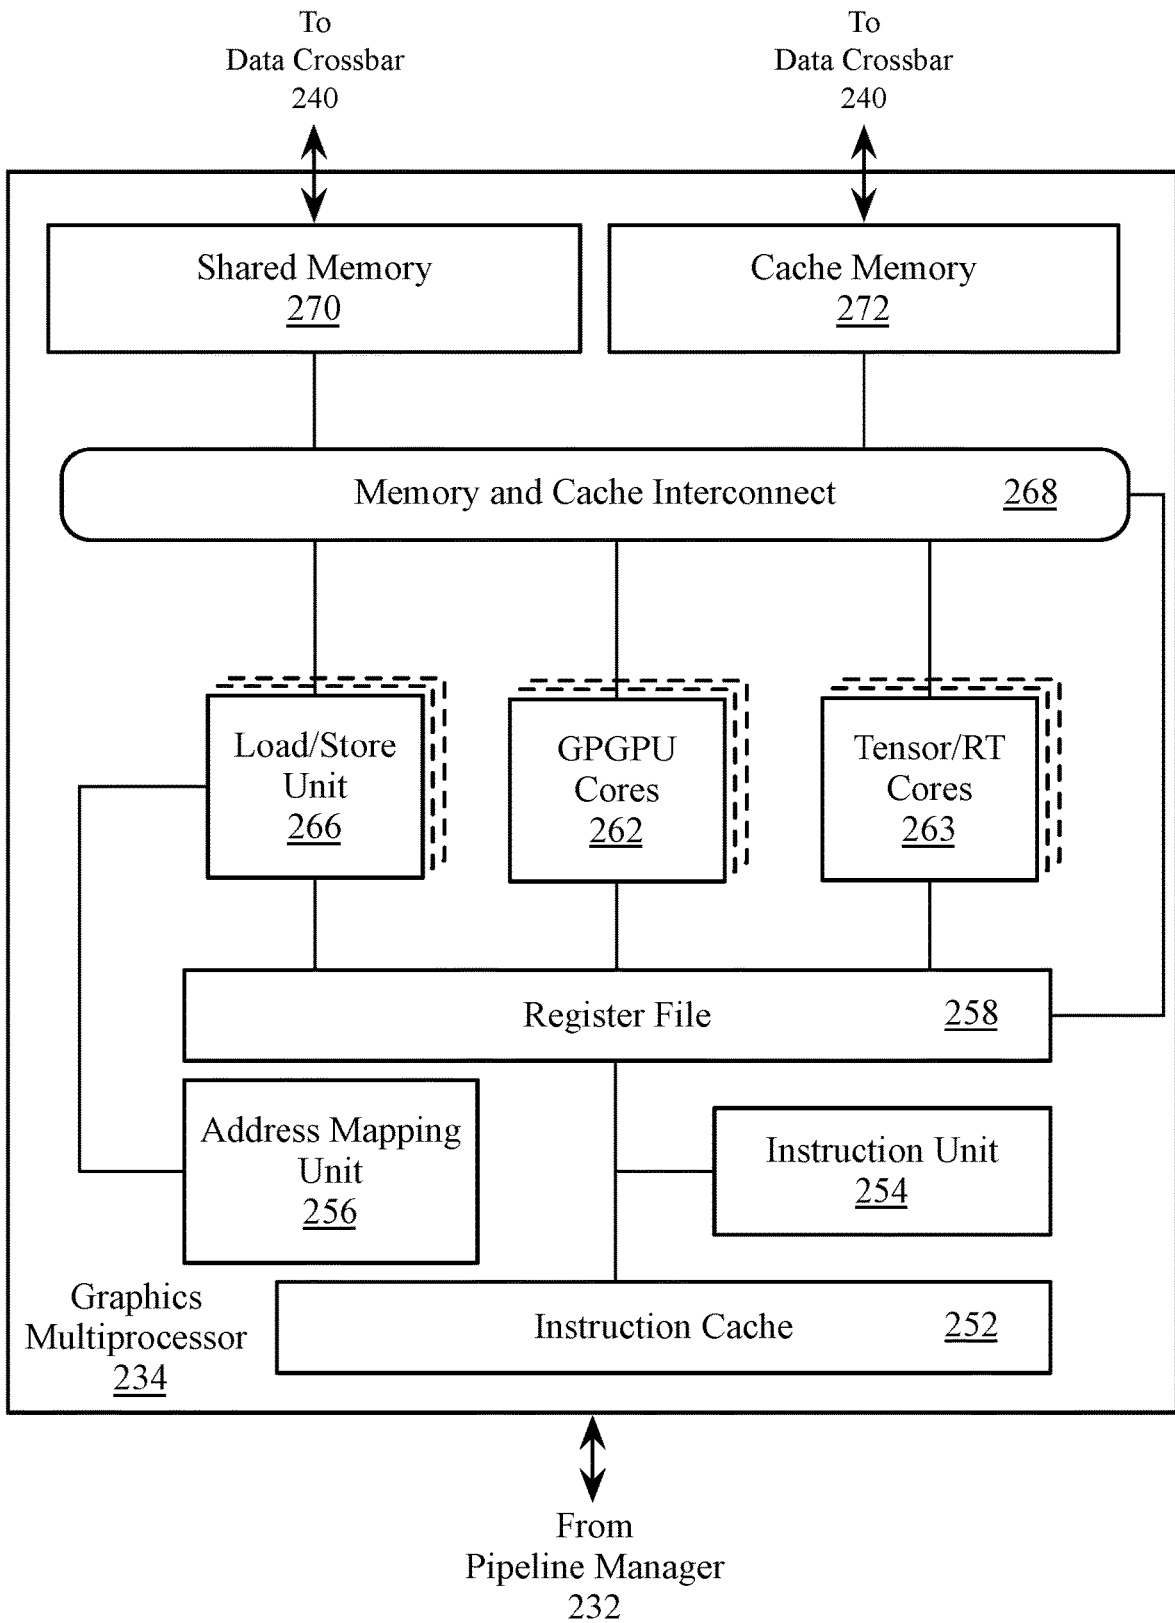 To
Data Crossbar
240
To
Data Crossbar
240
Shared Memory
270
Cache Memory
272
Memory and Cache Interconnect 268
Load/Store
Unit
266
GPGPU
Cores
262
Tensor/RT
Cores
263
Register File 258
Address Mapping
Unit
256
Instruction Unit
254
Graphics
Multiprocessor
234
Instruction Cache 252
From
Pipeline Manager
232